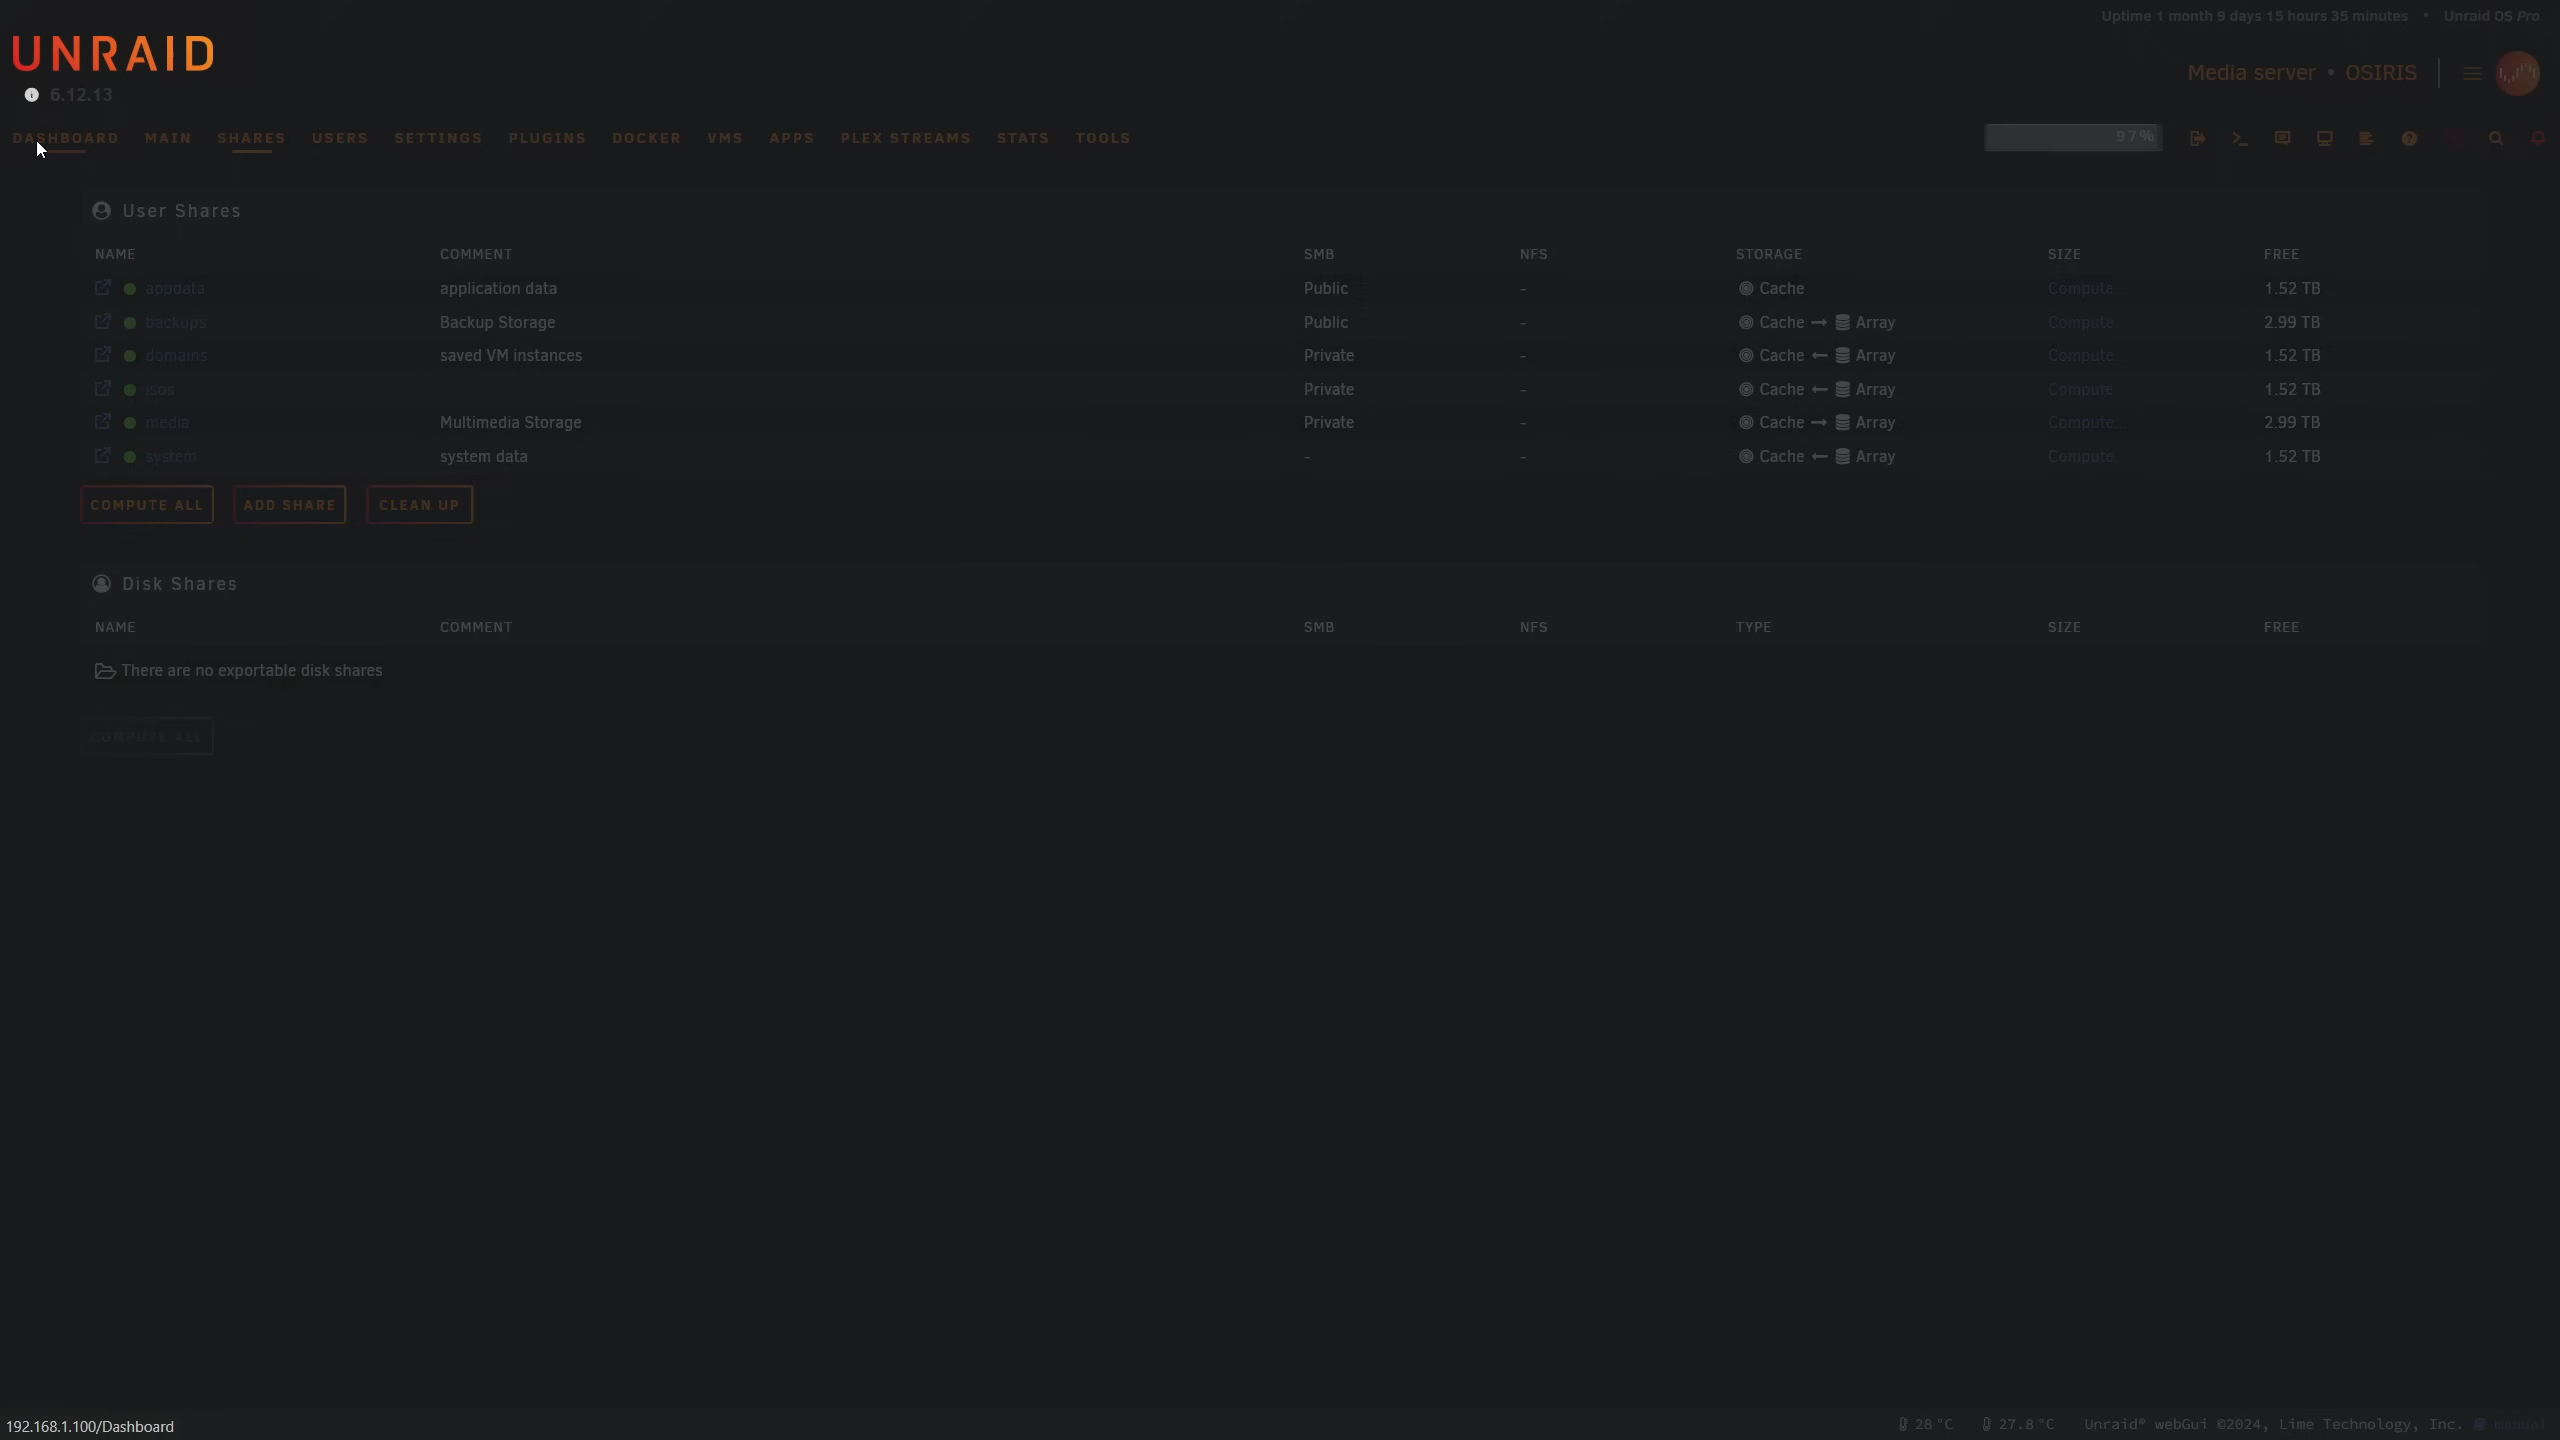 Uptime 1 month 9 days 15 hours 35 minutes • Unraid OS Pro
UNRAID
6.12.13
Media server • OSIRIS
DASHBOARD MAIN SHARES USERS SETTINGS PLUGINS DOCKER VMS APPS PLEX STREAMS STATS TOOLS 97%
User Shares
NAME COMMENT SMB NFS STORAGE SIZE FREE
appdata application data Public - Cache Compute... 1.52 TB
backups Backup Storage Public - Cache → Array Compute... 2.99 TB
domains saved VM instances Private - Cache ← Array Compute... 1.52 TB
isos Private - Cache ← Array Compute... 1.52 TB
media Multimedia Storage Private - Cache → Array Compute... 2.99 TB
system system data - - Cache ← Array Compute... 1.52 TB
COMPUTE ALL ADD SHARE CLEAN UP
Disk Shares
NAME COMMENT SMB NFS TYPE SIZE FREE
There are no exportable disk shares
COMPUTE ALL
192.168.1.100/Dashboard 28 °C 27.8 °C Unraid® webGui ©2024, Lime Technology, Inc. manual